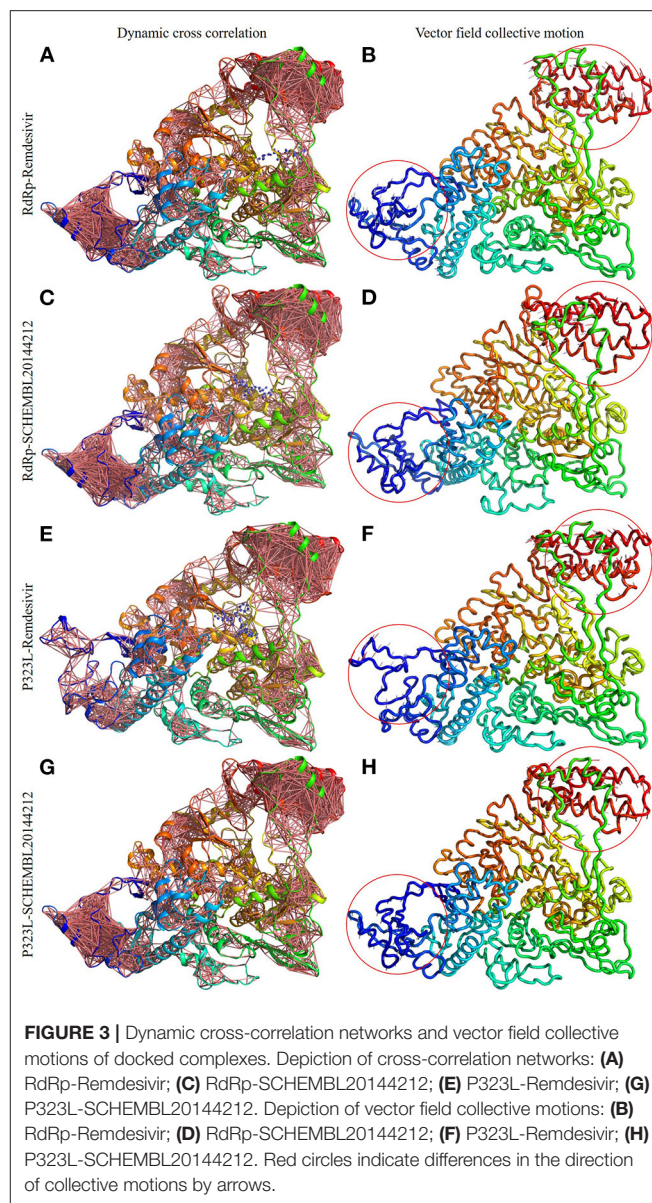 Dynamic cross correlation
Vector field collective motion
A
B
RdRp-Remdesivir
C
D
RdRp-SCHEMBL20144212
E
F
P323L-Remdesivir
G
H
P323L-SCHEMBL20144212
FIGURE 3 | Dynamic cross-correlation networks and vector field collective
motions of docked complexes. Depiction of cross-correlation networks: (A)
RdRp-Remdesivir; (C) RdRp-SCHEMBL20144212; (E) P323L-Remdesivir; (G)
P323L-SCHEMBL20144212. Depiction of vector field collective motions: (B)
RdRp-Remdesivir; (D) RdRp-SCHEMBL20144212; (F) P323L-Remdesivir; (H)
P323L-SCHEMBL20144212. Red circles indicate differences in the direction
of collective motions by arrows.